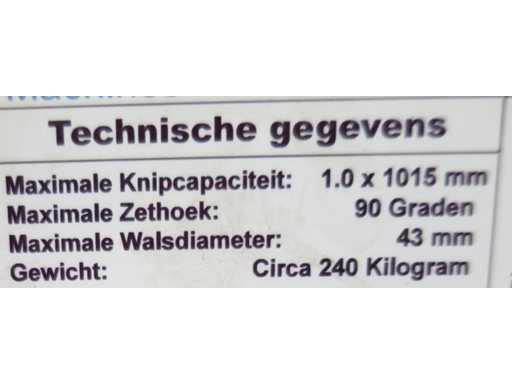 Technische gegevens
Maximale Knipcapaciteit: 1.0 x 1015 mm
Maximale Zethoek: 90 Graden
Maximale Walsdiameter: 43 mm
Gewicht: Circa 240 Kilogram